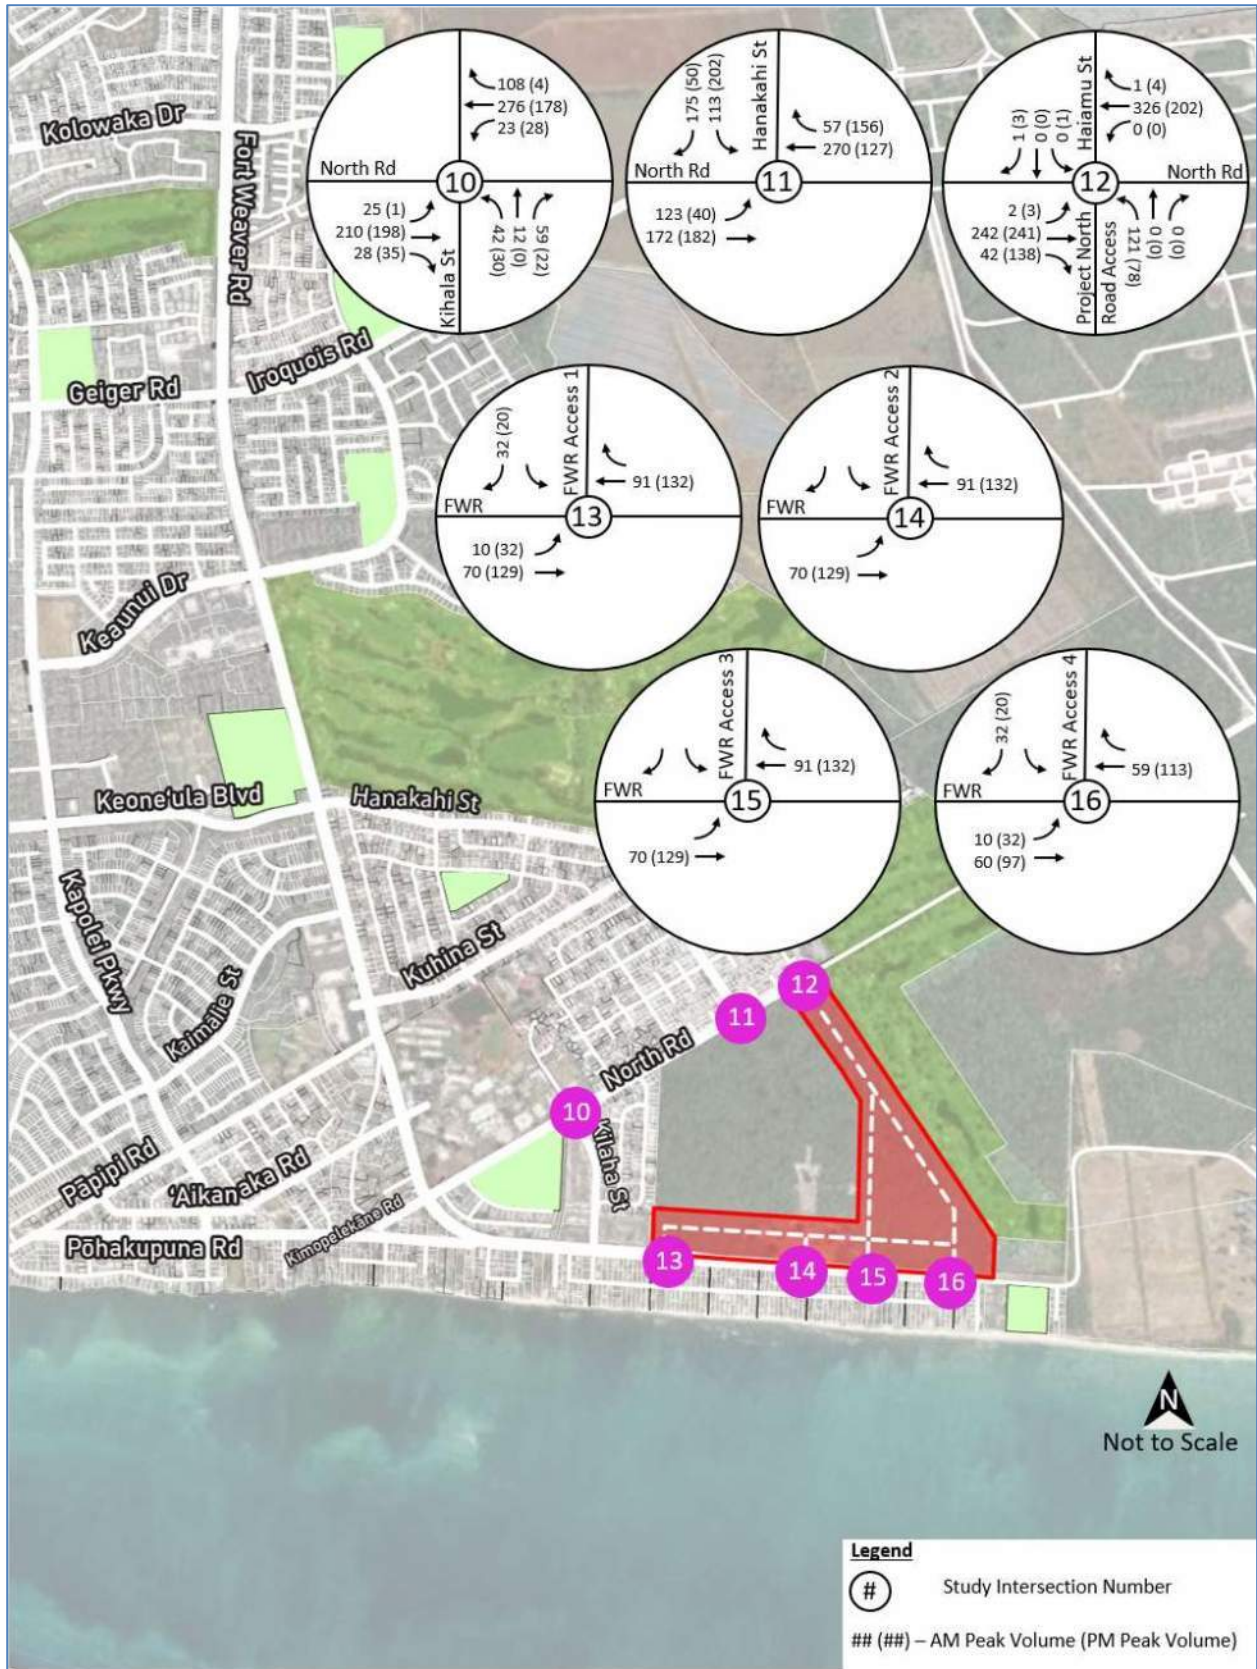 Kolowaka Dr
Fort Weaver Rd
Geiger Rd
Iroquois Rd
Keaunui Dr
Keone'ula Blvd
Hanakahi St
Kapolei Pkwy
Kaimālie St
Kuhina St
North Rd
Pāpipi Rd
'Aikanaka Rd
Kimopelekāne Rd
Pōhakupuna Rd
Kilaha St
108 (4)
276 (178)
23 (28)
North Rd
10
25 (1)
210 (198)
28 (35)
Kihala St
42 (30)
12 (0)
59 (22)
175 (50)
113 (202)
Hanakahi St
57 (156)
270 (127)
North Rd
11
123 (40)
172 (182)
1 (3)
0 (0)
0 (1)
Haiamu St
1 (4)
326 (202)
0 (0)
North Rd
12
2 (3)
242 (241)
42 (138)
Project North
Road Access
121 (78)
0 (0)
0 (0)
32 (20)
FWR Access 1
91 (132)
FWR
13
10 (32)
70 (129)
FWR Access 2
91 (132)
FWR
14
70 (129)
FWR Access 3
91 (132)
FWR
15
70 (129)
32 (20)
FWR Access 4
59 (113)
FWR
16
10 (32)
60 (97)
12
11
10
13
14
15
16
N
Not to Scale
Legend
# Study Intersection Number
## (##) – AM Peak Volume (PM Peak Volume)